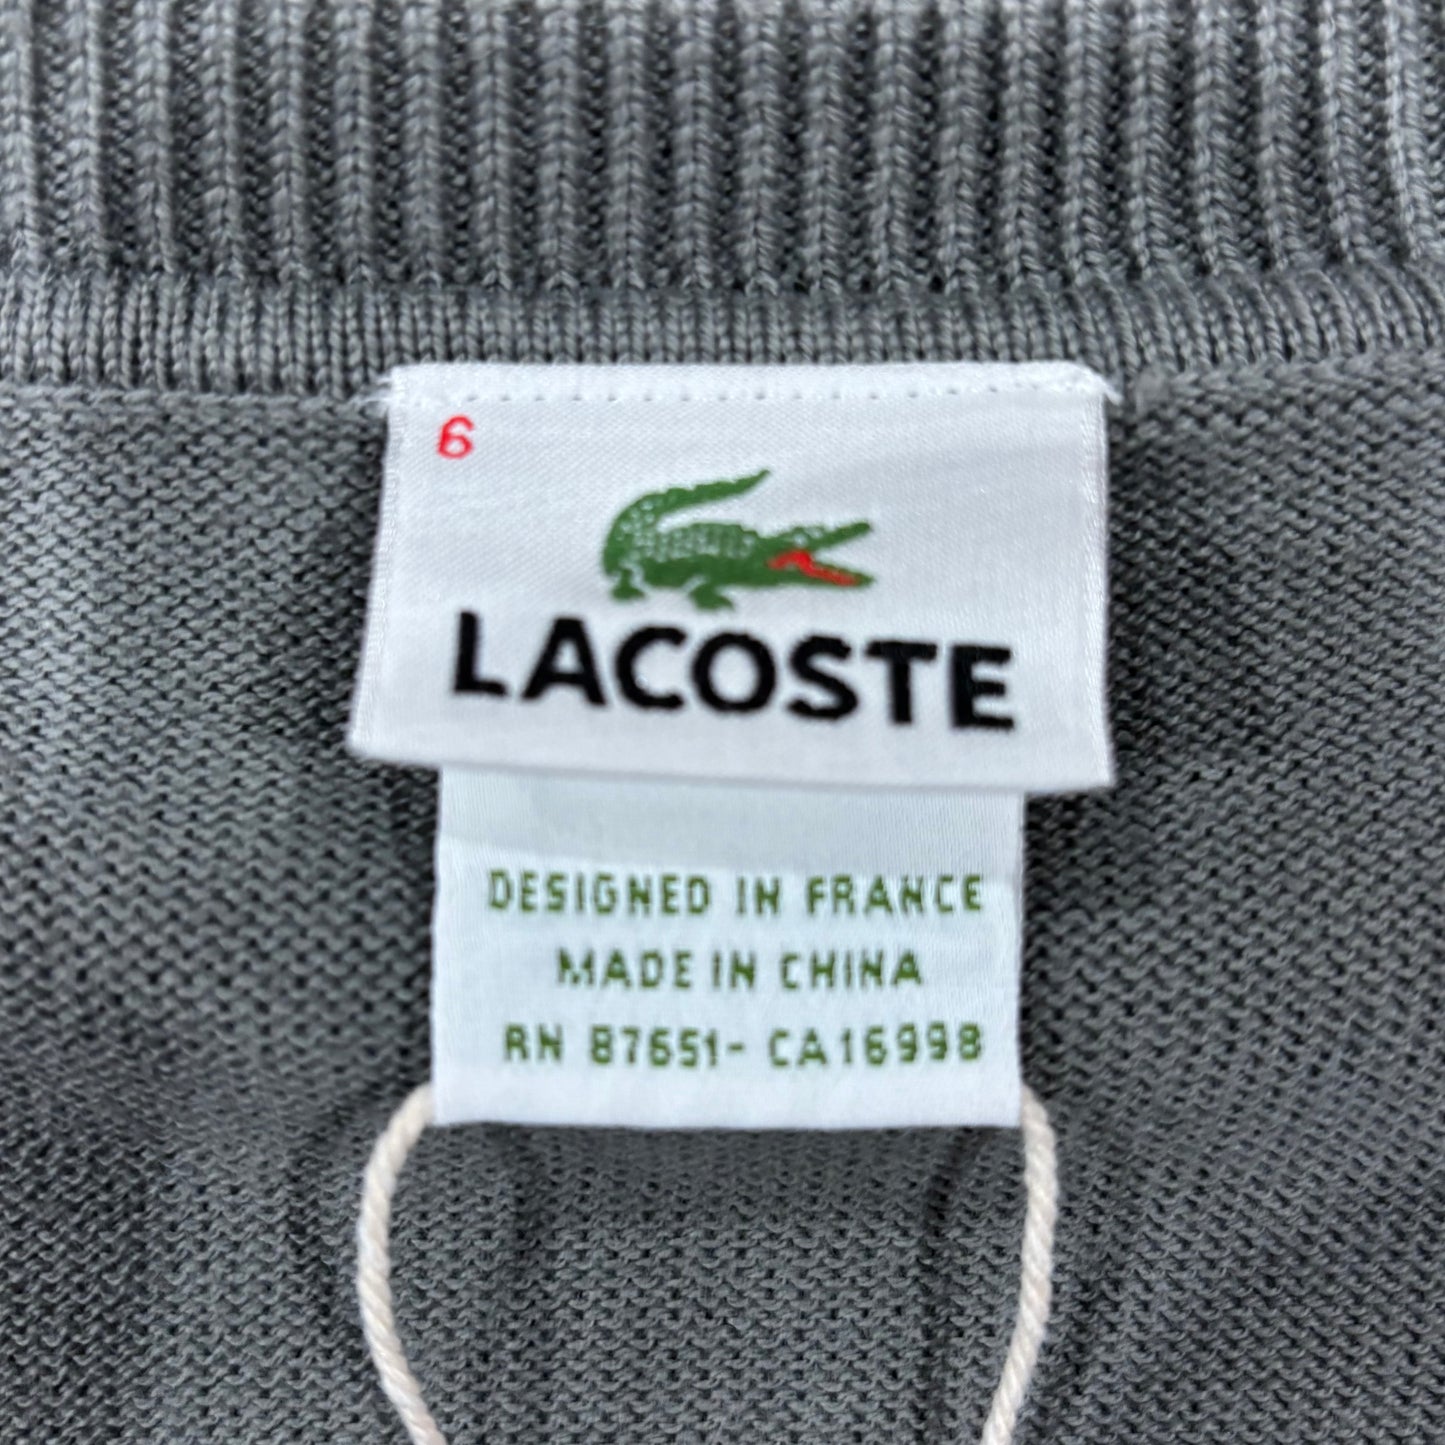 6
LACOSTE
DESIGNED IN FRANCE
MADE IN CHINA
RN 87651- CA16998